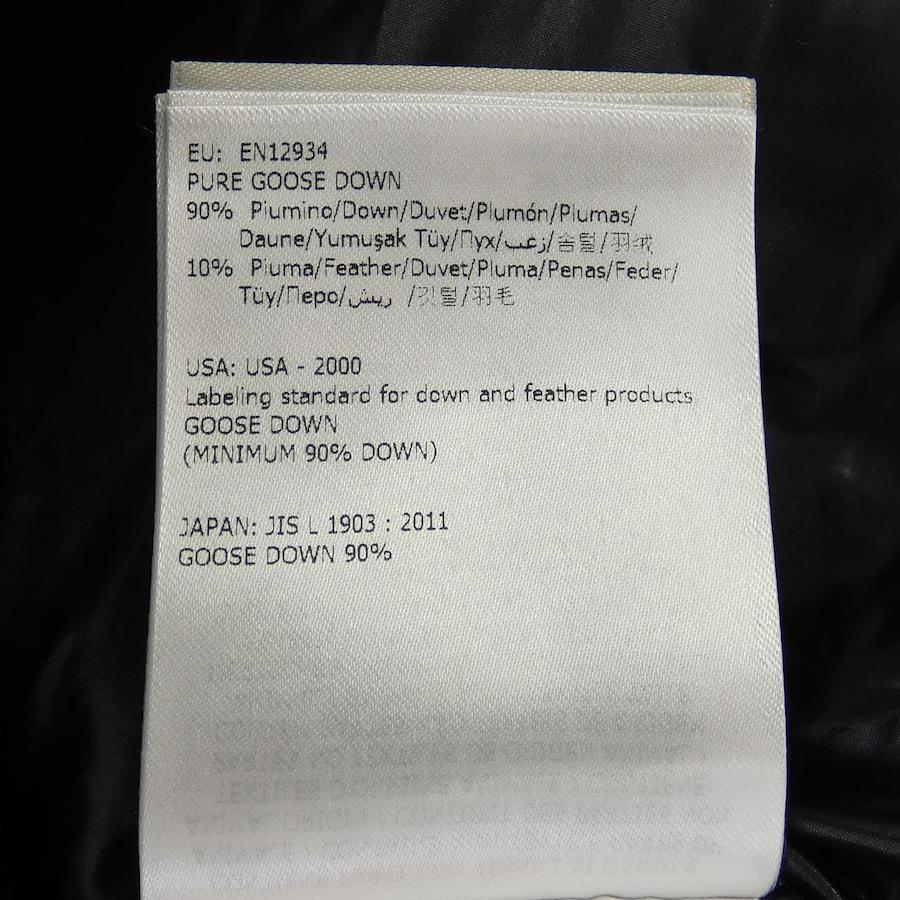 EU: EN12934
PURE GOOSE DOWN
90% Piumino/Down/Duvet/Plumón/Plumas/
Daune/Yumuşak Tüy/Пух/زغب/솜털/羽绒
10% Piuma/Feather/Duvet/Pluma/Penas/Feder/
Tüy/Перо/ريش /깃털/羽毛
USA: USA - 2000
Labeling standard for down and feather products
GOOSE DOWN
(MINIMUM 90% DOWN)
JAPAN: JIS L 1903 : 2011
GOOSE DOWN 90%